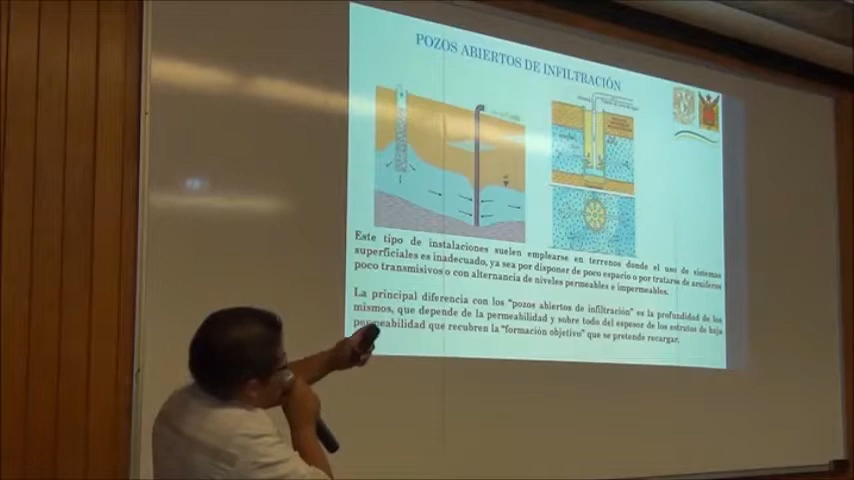 POZOS ABIERTOS DE INFILTRACIÓN
Este tipo de instalaciones suelen emplearse en terrenos donde el uso de sistemas
superficiales es inadecuado, ya sea por disponer de poco espacio o por tratarse de acuíferos
poco transmisivos o con alternancia de niveles permeables e impermeables.
La principal diferencia con los "pozos abiertos de infiltración" es la profundidad de los
mismos, que depende de la permeabilidad y sobre todo del espesor de los estratos de baja
permeabilidad que recubren la "formación objetivo" que se pretende recargar.